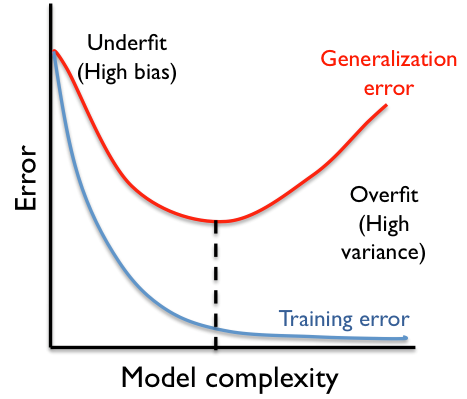 Underfit
(High bias)
Generalization
error
Error
Overfit
(High
variance)
Training error
Model complexity